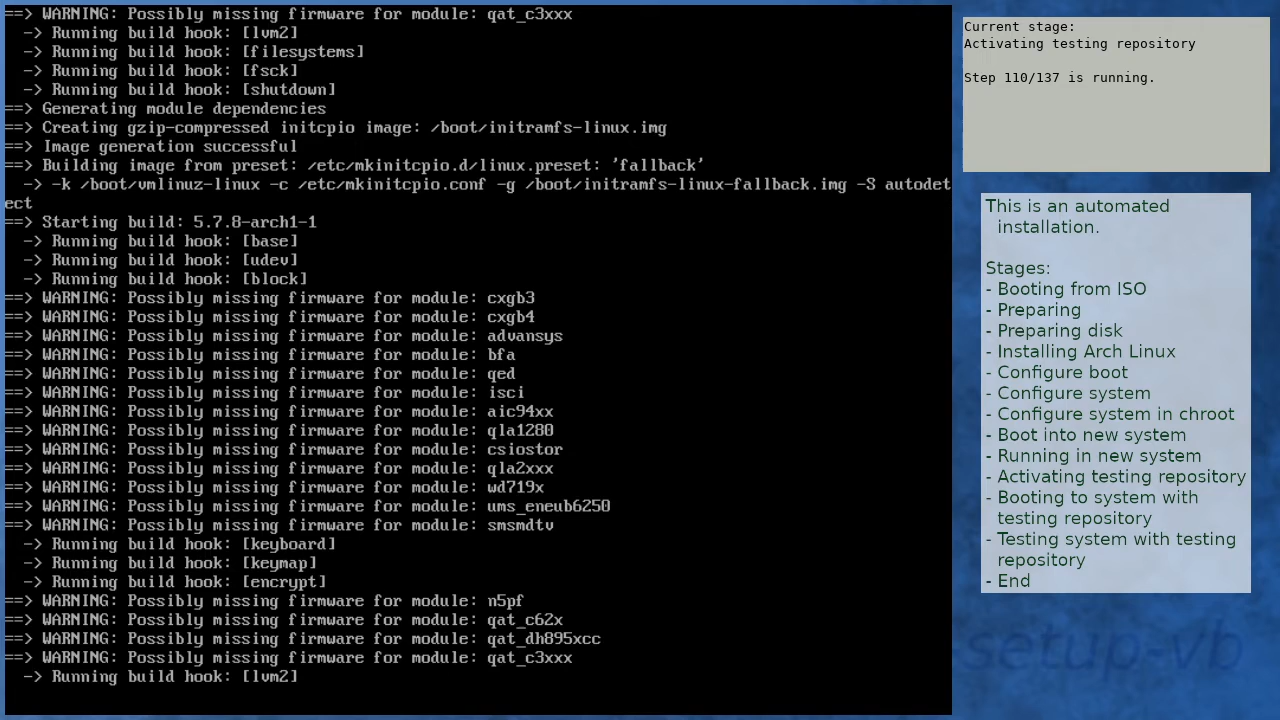 ==> WARNING: Possibly missing firmware for module: qat_c3xxx
  -> Running build hook: [lvm2]
  -> Running build hook: [filesystems]
  -> Running build hook: [fsck]
  -> Running build hook: [shutdown]
==> Generating module dependencies
==> Creating gzip-compressed initcpio image: /boot/initramfs-linux.img
==> Image generation successful
==> Building image from preset: /etc/mkinitcpio.d/linux.preset: 'fallback'
  -> -k /boot/vmlinuz-linux -c /etc/mkinitcpio.conf -g /boot/initramfs-linux-fallback.img -S autodet
ect
==> Starting build: 5.7.8-arch1-1
  -> Running build hook: [base]
  -> Running build hook: [udev]
  -> Running build hook: [block]
==> WARNING: Possibly missing firmware for module: cxgb3
==> WARNING: Possibly missing firmware for module: cxgb4
==> WARNING: Possibly missing firmware for module: advansys
==> WARNING: Possibly missing firmware for module: bfa
==> WARNING: Possibly missing firmware for module: qed
==> WARNING: Possibly missing firmware for module: isci
==> WARNING: Possibly missing firmware for module: aic94xx
==> WARNING: Possibly missing firmware for module: qla1280
==> WARNING: Possibly missing firmware for module: csiostor
==> WARNING: Possibly missing firmware for module: qla2xxx
==> WARNING: Possibly missing firmware for module: wd719x
==> WARNING: Possibly missing firmware for module: ums_eneub6250
==> WARNING: Possibly missing firmware for module: smsmdtv
  -> Running build hook: [keyboard]
  -> Running build hook: [keymap]
  -> Running build hook: [encrypt]
==> WARNING: Possibly missing firmware for module: n5pf
==> WARNING: Possibly missing firmware for module: qat_c62x
==> WARNING: Possibly missing firmware for module: qat_dh895xcc
==> WARNING: Possibly missing firmware for module: qat_c3xxx
  -> Running build hook: [lvm2]
Current stage:
Activating testing repository
Step 110/137 is running.
This is an automated
installation.
Stages:
- Booting from ISO
- Preparing
- Preparing disk
- Installing Arch Linux
- Configure boot
- Configure system
- Configure system in chroot
- Boot into new system
- Running in new system
- Activating testing repository
- Booting to system with
testing repository
- Testing system with testing
repository
- End
setup-vb